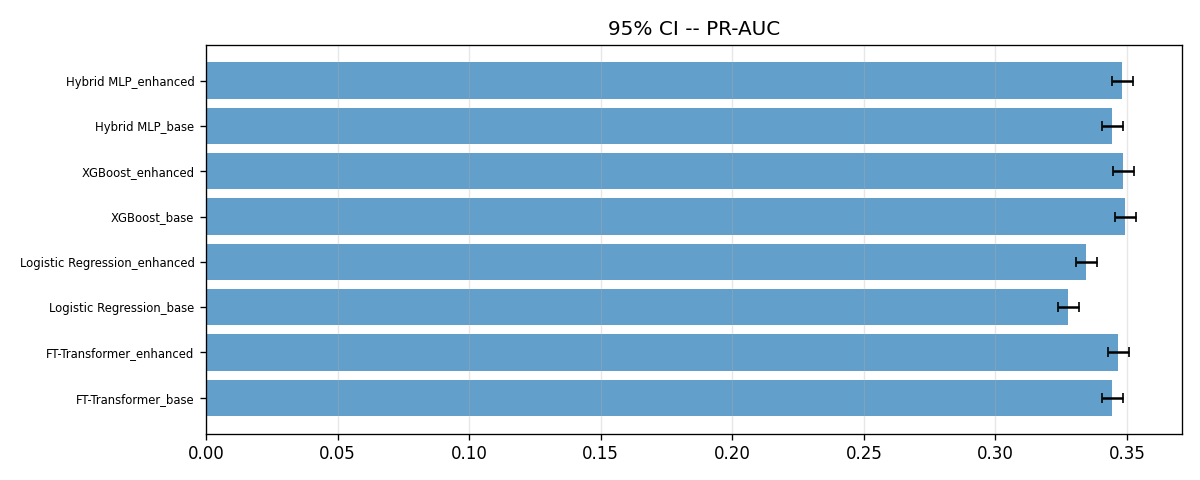 95% CI -- PR-AUC
Hybrid MLP_enhanced
Hybrid MLP_base
XGBoost_enhanced
XGBoost_base
Logistic Regression_enhanced
Logistic Regression_base
FT-Transformer_enhanced
FT-Transformer_base
0.00 0.05 0.10 0.15 0.20 0.25 0.30 0.35